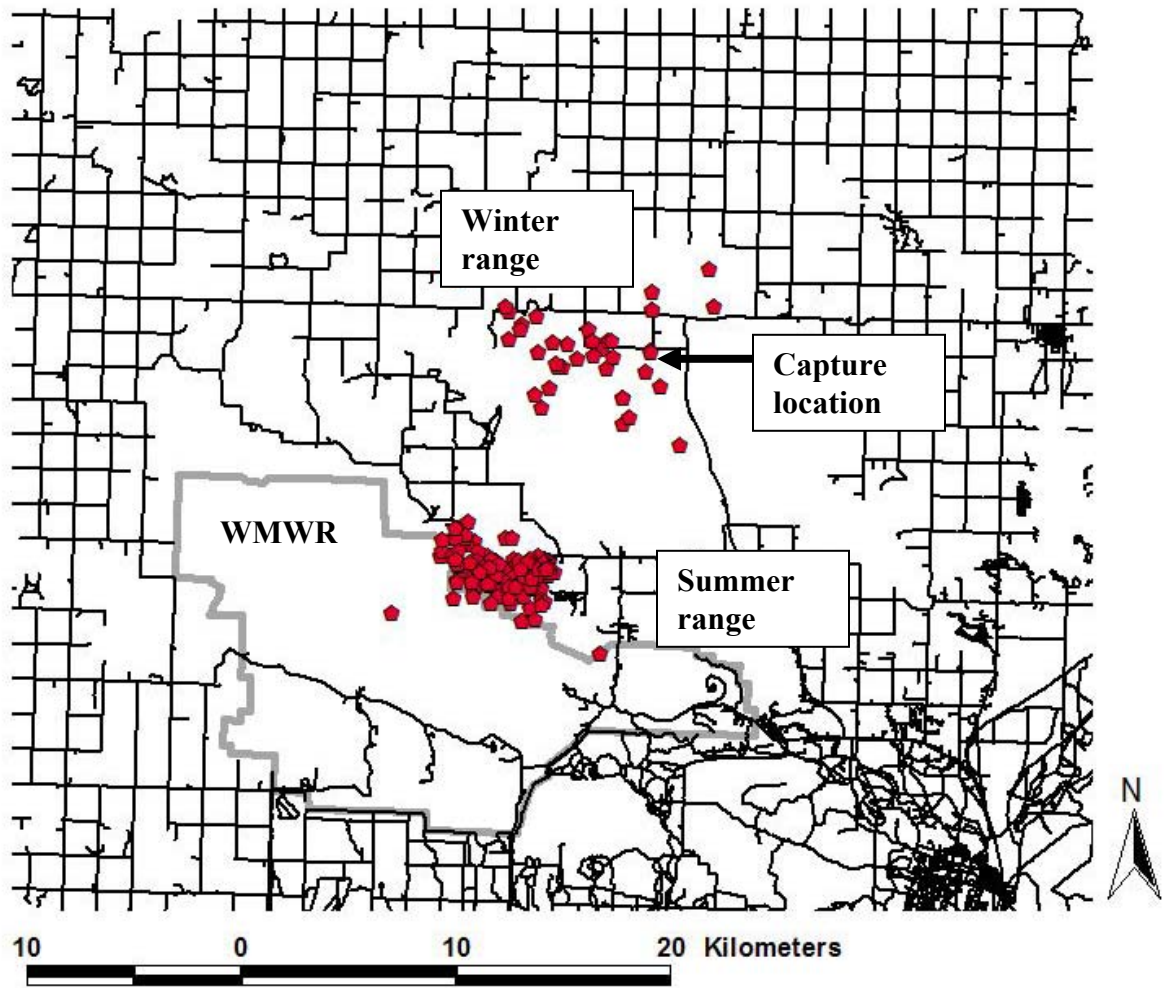 Winter
range
Capture
location
WMWR
Summer
range
N
10 0 10 20 Kilometers